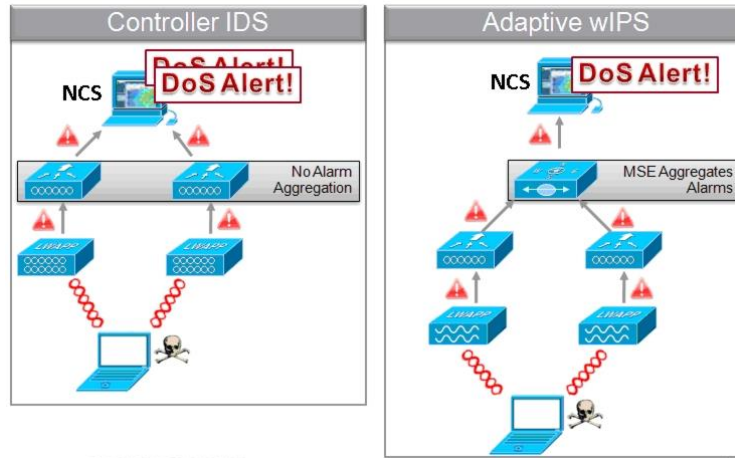 Controller IDS
DoS Alert!
DoS Alert!
NCS
No Alarm
Aggregation
LWAPP
LWAPP
Adaptive wIPS
DoS Alert!
NCS
MSE Aggregates
Alarms
LWAPP
LWAPP